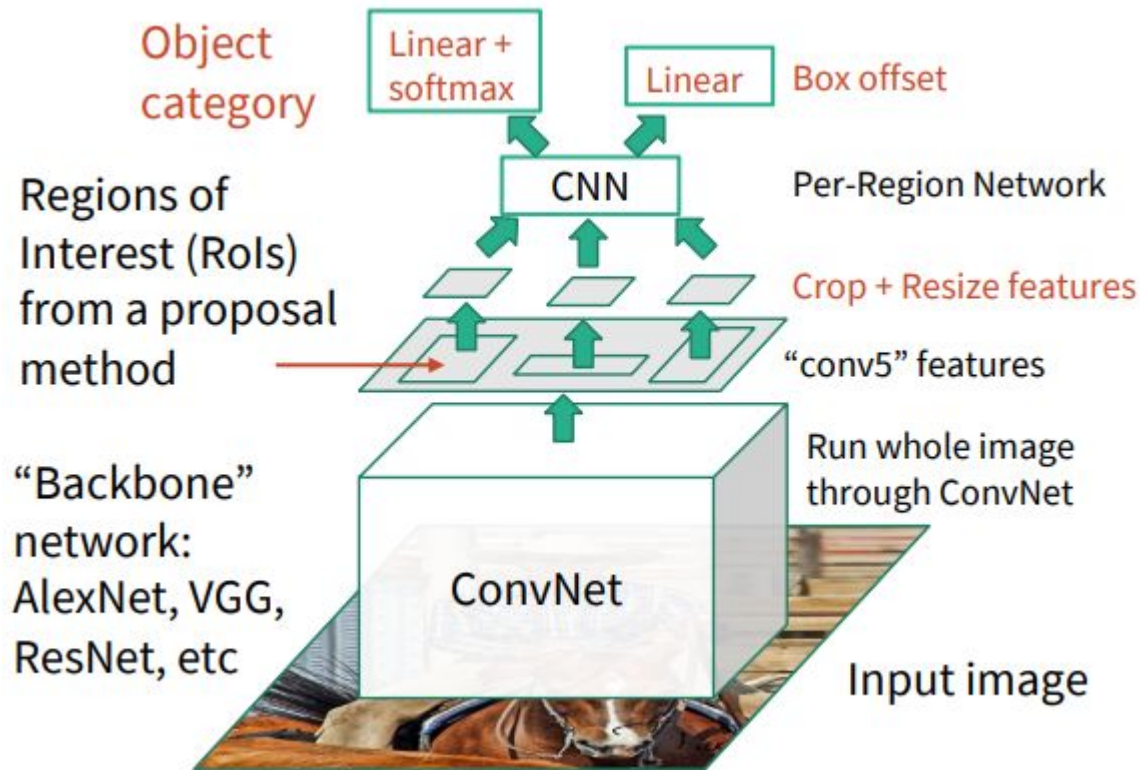 Object
category
Linear +
softmax
Linear
Box offset
CNN
Per-Region Network
Regions of
Interest (RoIs)
from a proposal
method
Crop + Resize features
“conv5” features
Run whole image
through ConvNet
“Backbone”
network:
AlexNet, VGG,
ResNet, etc
ConvNet
Input image